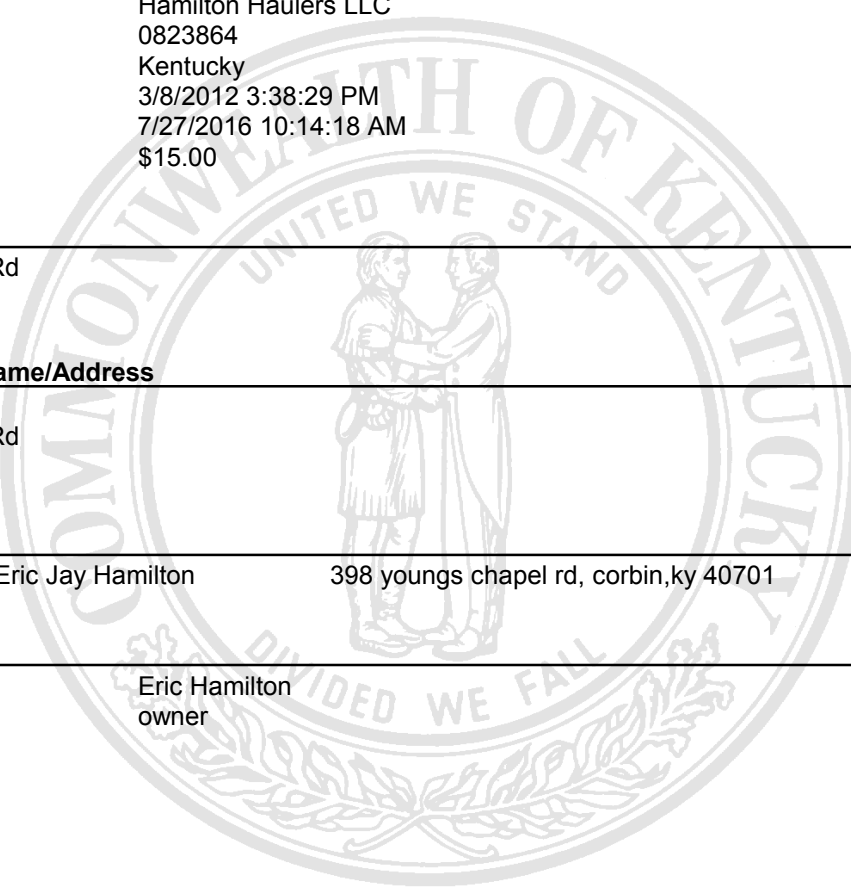 Hamilton Haulers LLC
0823864
Kentucky
3/8/2012 3:38:29 PM
7/27/2016 10:14:18 AM
$15.00
Rd
ame/Address
Rd
Eric Jay Hamilton 398 youngs chapel rd, corbin,ky 40701
Eric Hamilton
owner
COMMONWEALTH OF KENTUCKY
UNITED WE STAND
DIVIDED WE FALL